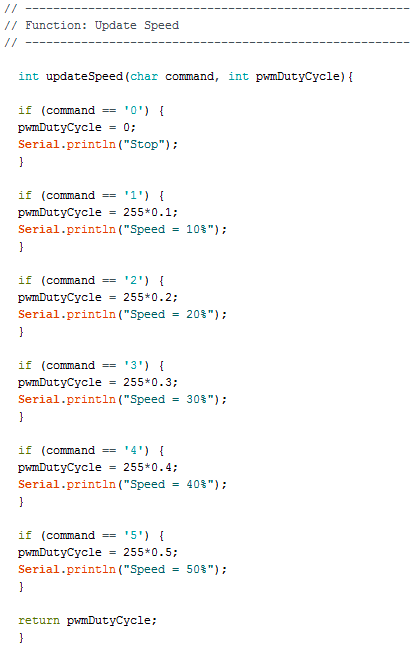 // -------------------------------------------------------
// Function: Update Speed
// -------------------------------------------------------
int updateSpeed(char command, int pwmDutyCycle){
if (command == '0') {
pwmDutyCycle = 0;
Serial.println("Stop");
}
if (command == '1') {
pwmDutyCycle = 255*0.1;
Serial.println("Speed = 10%");
}
if (command == '2') {
pwmDutyCycle = 255*0.2;
Serial.println("Speed = 20%");
}
if (command == '3') {
pwmDutyCycle = 255*0.3;
Serial.println("Speed = 30%");
}
if (command == '4') {
pwmDutyCycle = 255*0.4;
Serial.println("Speed = 40%");
}
if (command == '5') {
pwmDutyCycle = 255*0.5;
Serial.println("Speed = 50%");
}
return pwmDutyCycle;
}